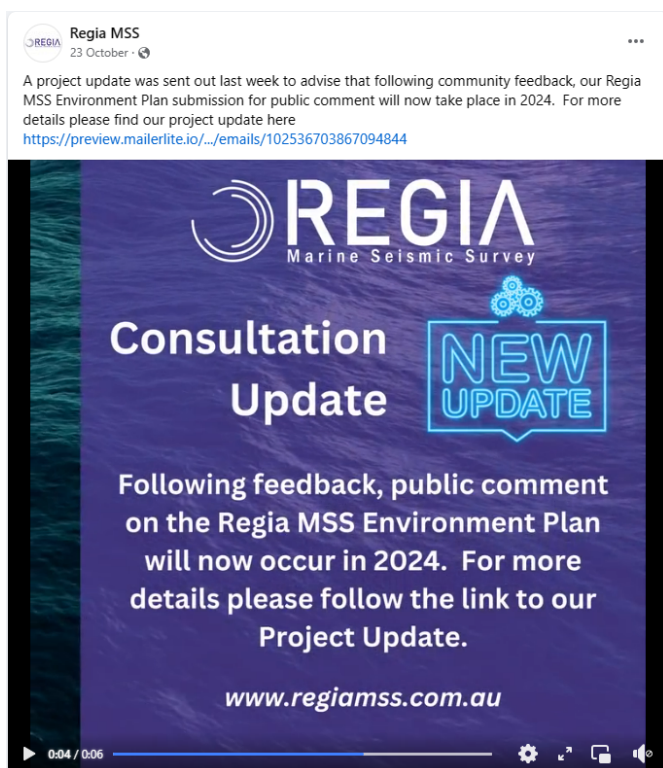 REGIA
Regia MSS
23 October
A project update was sent out last week to advise that following community feedback, our Regia
MSS Environment Plan submission for public comment will now take place in 2024.  For more
details please find our project update here
https://preview.mailerlite.io/.../emails/102536703867094844
REGIA
Marine Seismic Survey
Consultation
Update
NEW
UPDATE
Following feedback, public comment
on the Regia MSS Environment Plan
will now occur in 2024.  For more
details please follow the link to our
Project Update.
www.regiamss.com.au
0:04 / 0:06